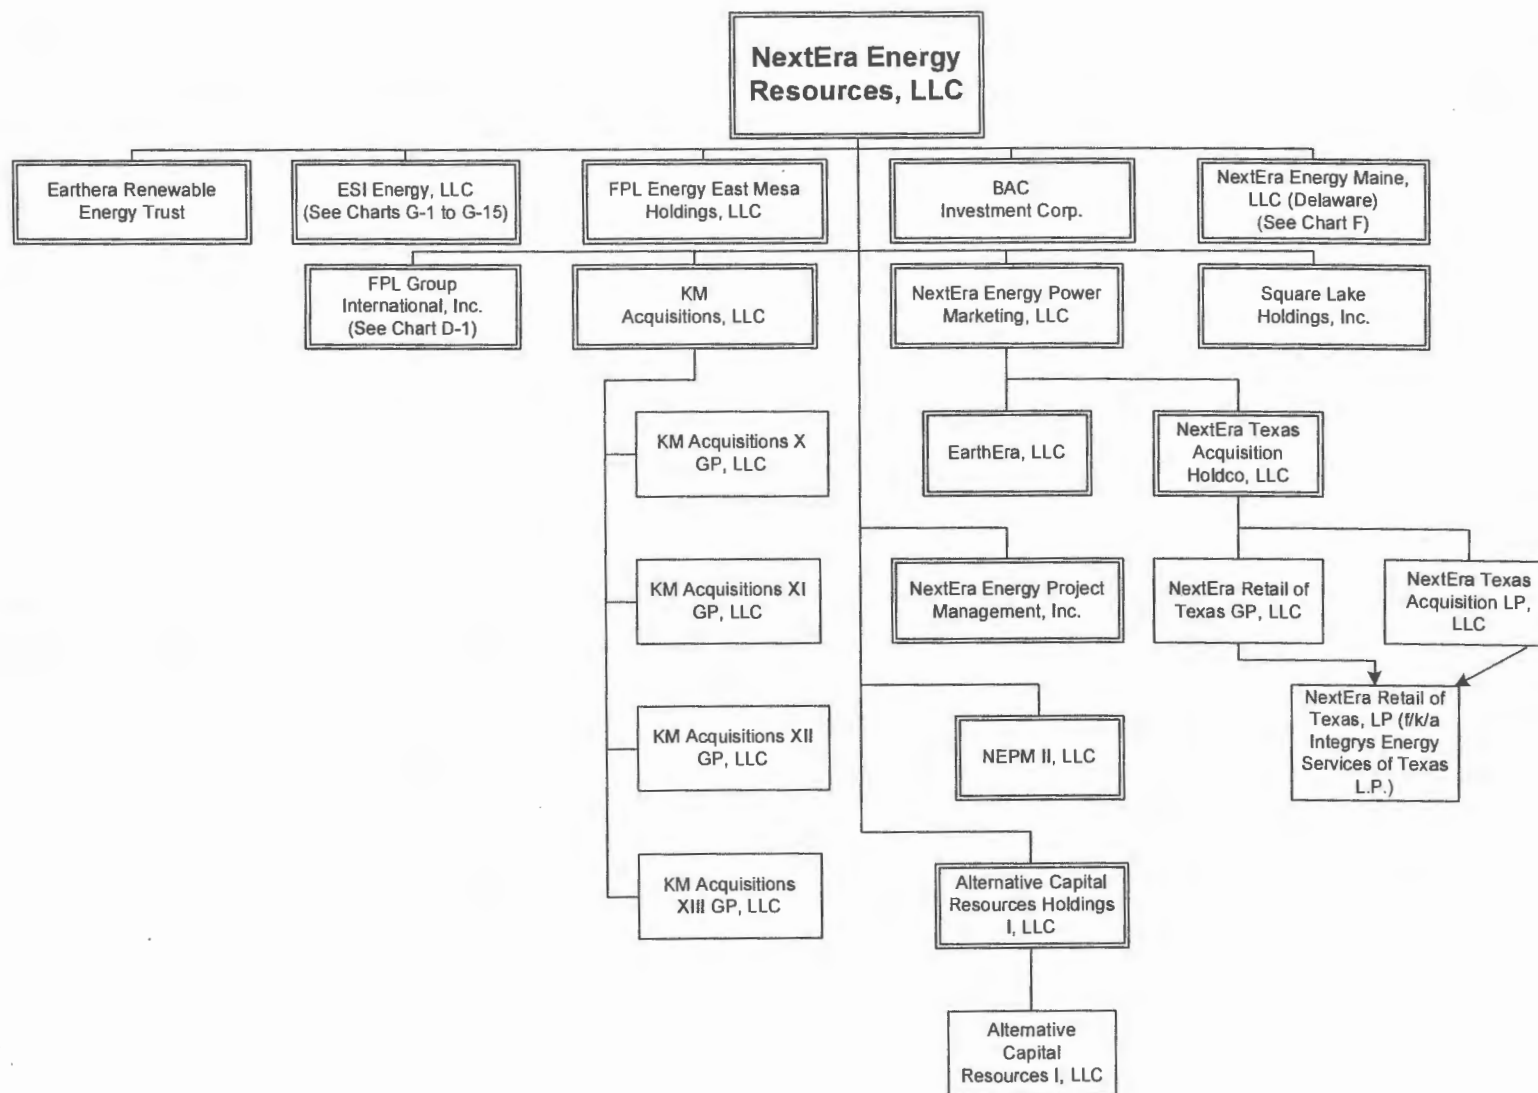 NextEra Energy
Resources, LLC
Earthera Renewable
Energy Trust
ESI Energy, LLC
(See Charts G-1 to G-15)
FPL Energy East Mesa
Holdings, LLC
BAC
Investment Corp.
NextEra Energy Maine,
LLC (Delaware)
(See Chart F)
FPL Group
International, Inc.
(See Chart D-1)
KM
Acquisitions, LLC
NextEra Energy Power
Marketing, LLC
Square Lake
Holdings, Inc.
KM Acquisitions X
GP, LLC
EarthEra, LLC
NextEra Texas
Acquisition
Holdco, LLC
KM Acquisitions XI
GP, LLC
NextEra Energy Project
Management, Inc.
NextEra Retail of
Texas GP, LLC
NextEra Texas
Acquisition LP,
LLC
KM Acquisitions XII
GP, LLC
NEPM II, LLC
NextEra Retail of
Texas, LP (f/k/a
Integrys Energy
Services of Texas
L.P.)
KM Acquisitions
XIII GP, LLC
Alternative Capital
Resources Holdings
I, LLC
Alternative
Capital
Resources I, LLC